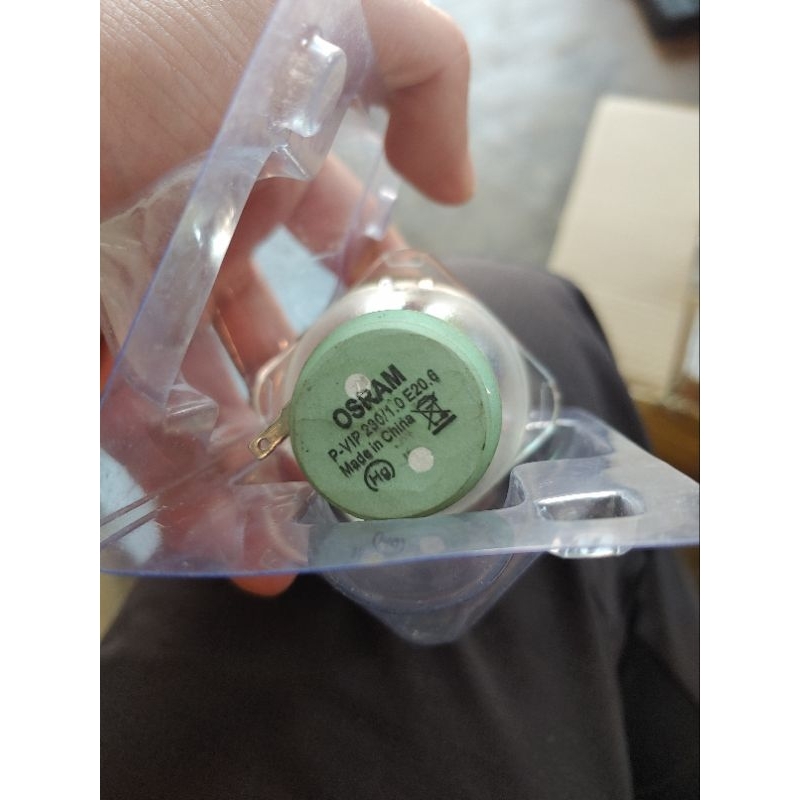 OSRAM
P-VIP 230/1.0 E20.6
Made in China
Hg